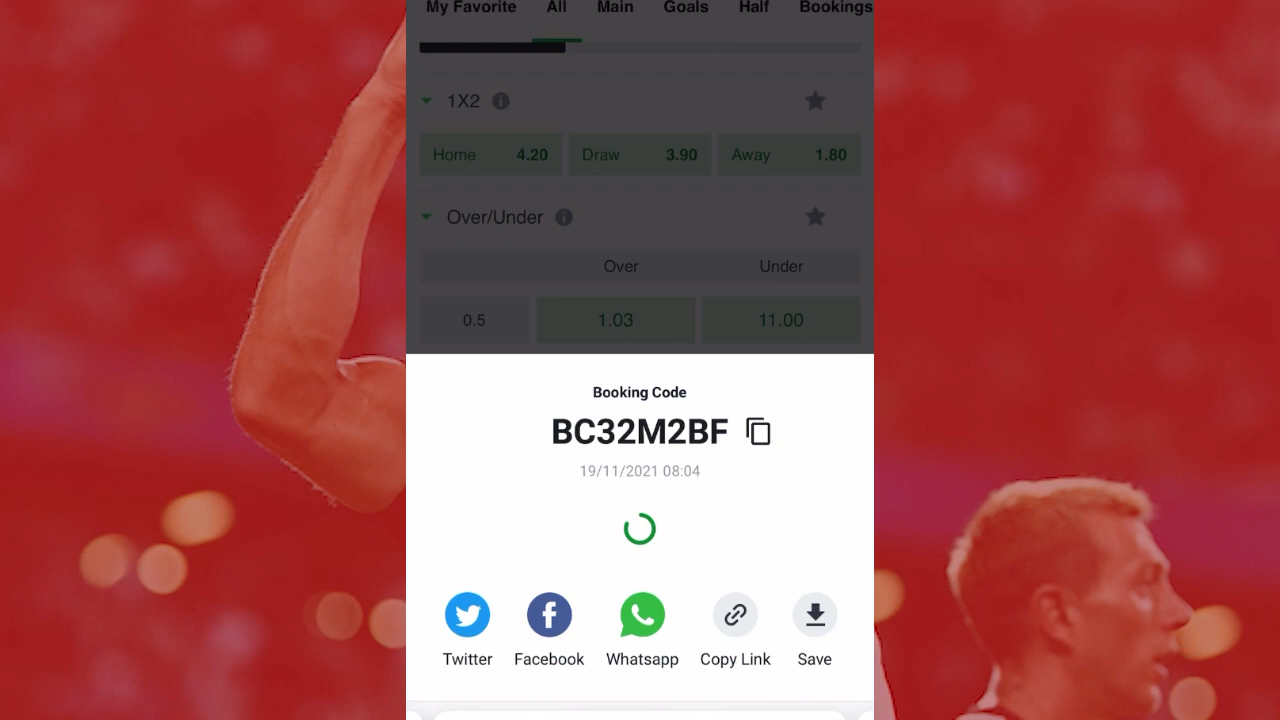 My Favorite All Main Goals Half Bookings
1X2
Home 4.20 Draw 3.90 Away 1.80
Over/Under
Over Under
0.5 1.03 11.00
Booking Code
BC32M2BF
19/11/2021 08:04
Twitter Facebook Whatsapp Copy Link Save